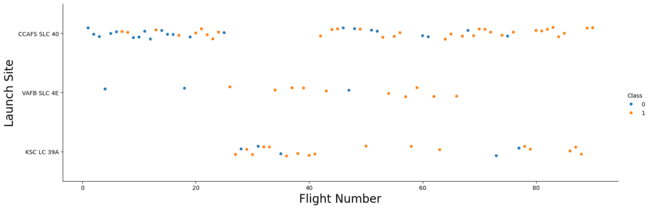 CCAFS SLC 40
VAFB SLC 4E
KSC LC 39A
Launch Site
0
20
40
60
80
Flight Number
Class
0
1